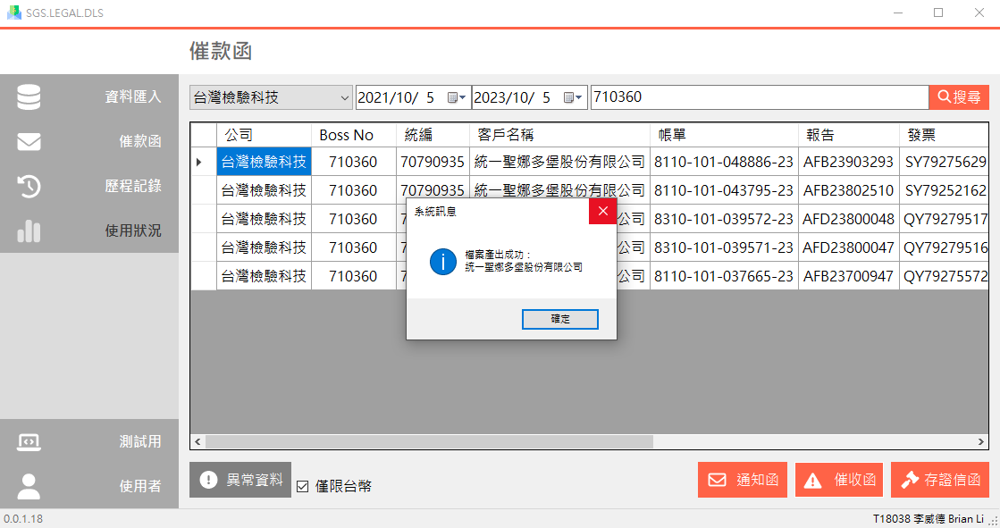 SGS.LEGAL.DLS
催款函
資料匯入
催款函
歷程記錄
使用狀況
測試用
使用者
台灣檢驗科技 2021/10/ 5 2023/10/ 5 710360 搜尋
公司 Boss No 統編 客戶名稱 帳單 報告 發票
台灣檢驗科技 710360 70790935 統一聖娜多堡股份有限公司 8110-101-048886-23 AFB23903293 SY79275629
台灣檢驗科技 710360 70790935 統一聖娜多堡股份有限公司 8110-101-043795-23 AFB23802510 SY79252162
台灣檢驗科技 710360 7 公司 8310-101-039572-23 AFD23800048 QY79279517
台灣檢驗科技 710360 7 公司 8310-101-039571-23 AFD23800047 QY79279516
台灣檢驗科技 710360 7 公司 8110-101-037665-23 AFB23700947 QY79275572
系統訊息
檔案產出成功：
統一聖娜多堡股份有限公司
確定
異常資料 僅限台幣 通知函 催收函 存證信函
0.0.1.18 T18038 李威德 Brian Li